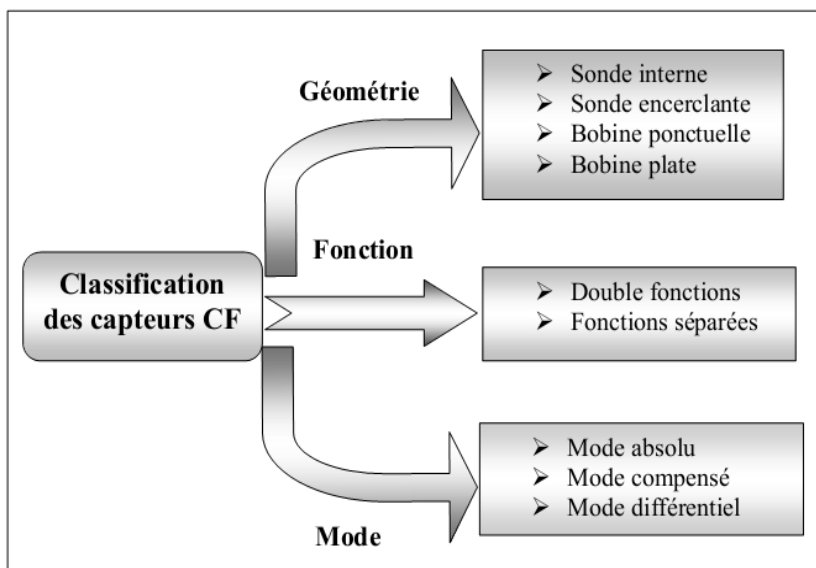 Géométrie
Sonde interne
Sonde encerclante
Bobine ponctuelle
Bobine plate
Fonction
Classification
des capteurs CF
Double fonctions
Fonctions séparées
Mode absolu
Mode compensé
Mode différentiel
Mode